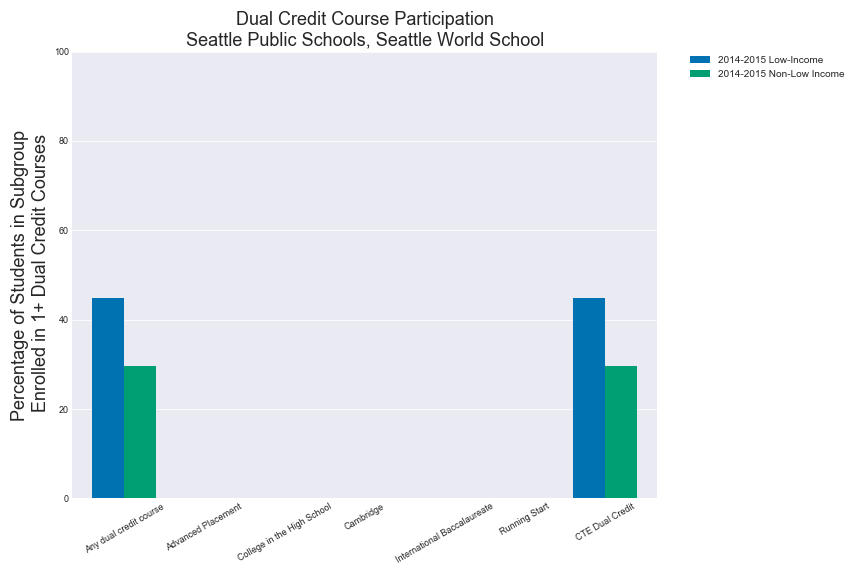 Dual Credit Course Participation
Seattle Public Schools, Seattle World School
2014-2015 Low-Income
2014-2015 Non-Low Income
Percentage of Students in Subgroup
Enrolled in 1+ Dual Credit Courses
100
80
60
40
20
0
Any dual credit course
Advanced Placement
College in the High School
Cambridge
International Baccalaureate
Running Start
CTE Dual Credit